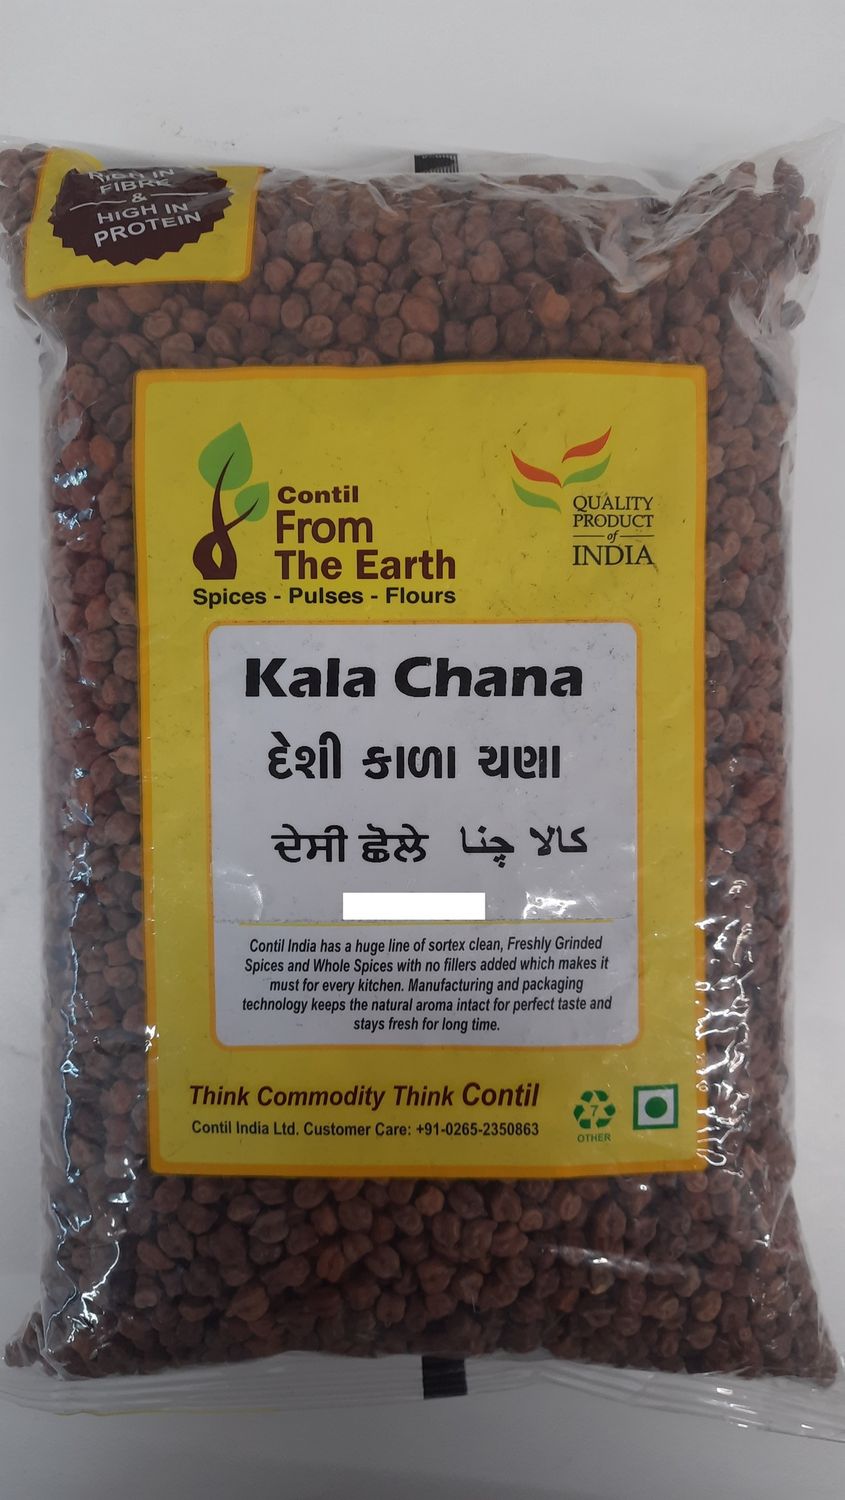 HIGH IN
FIBRE
&
HIGH IN
PROTEIN
Contil
From
The Earth
Spices - Pulses - Flours
QUALITY
PRODUCT
of
INDIA
Kala Chana
દેશી કાળા ચણા
ਦੇਸੀ ਛੋਲੇ کالا چنا
Contil India has a huge line of sortex clean, Freshly Grinded
Spices and Whole Spices with no fillers added which makes it
must for every kitchen. Manufacturing and packaging
technology keeps the natural aroma intact for perfect taste and
stays fresh for long time.
Think Commodity Think Contil
Contil India Ltd. Customer Care: +91-0265-2350863
7
OTHER